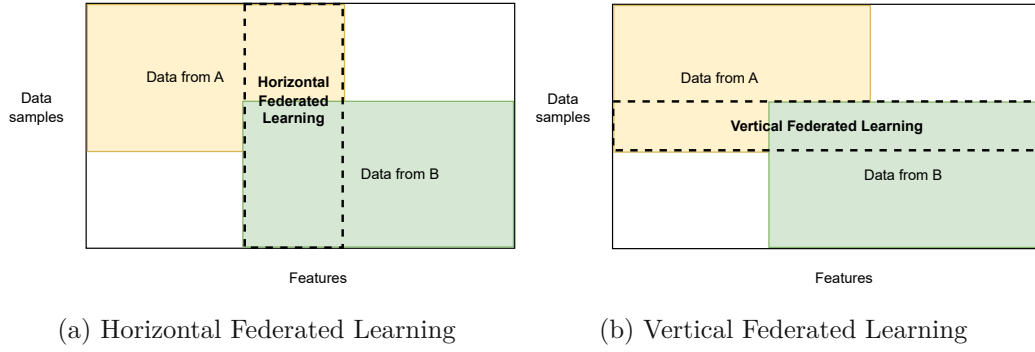 Data from A
Horizontal
Federated
Learning
Data
samples
Data from B
Features
(a) Horizontal Federated Learning
Data from A
Data
samples
Vertical Federated Learning
Data from B
Features
(b) Vertical Federated Learning